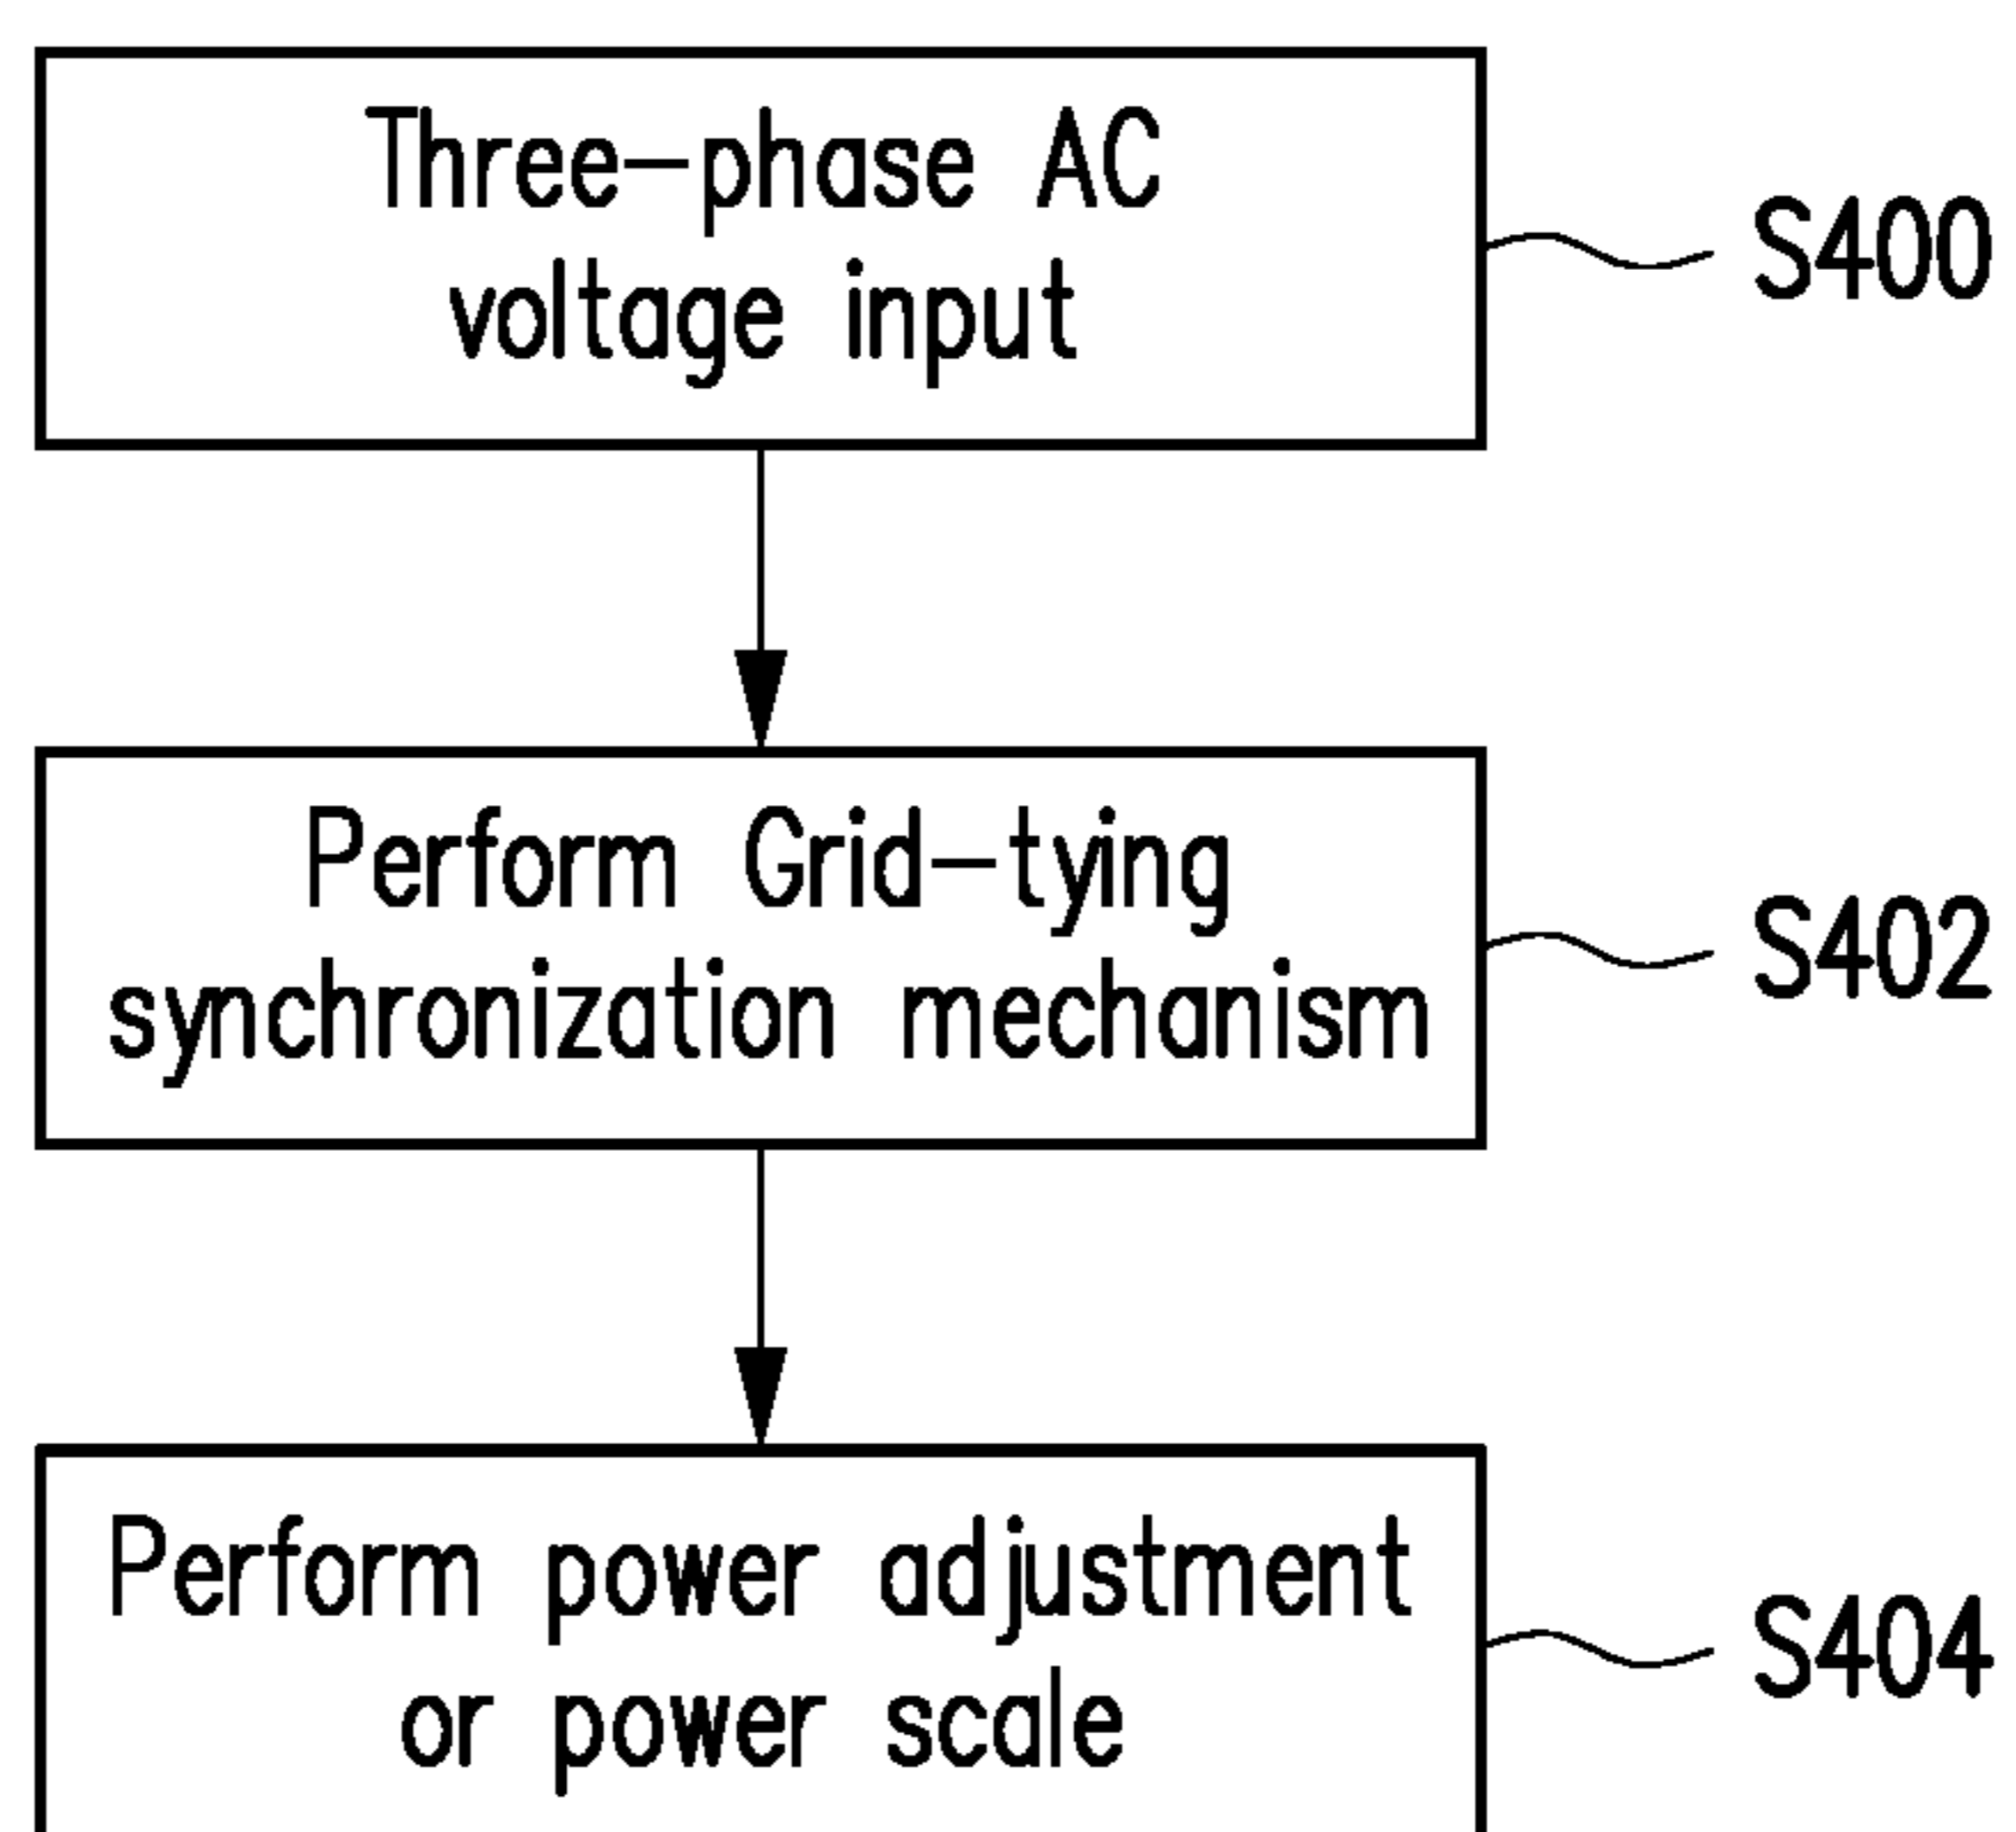 Three-phase AC
voltage input
S400
Perform Grid-tying
synchronization mechanism
S402
Perform power adjustment
or power scale
S404